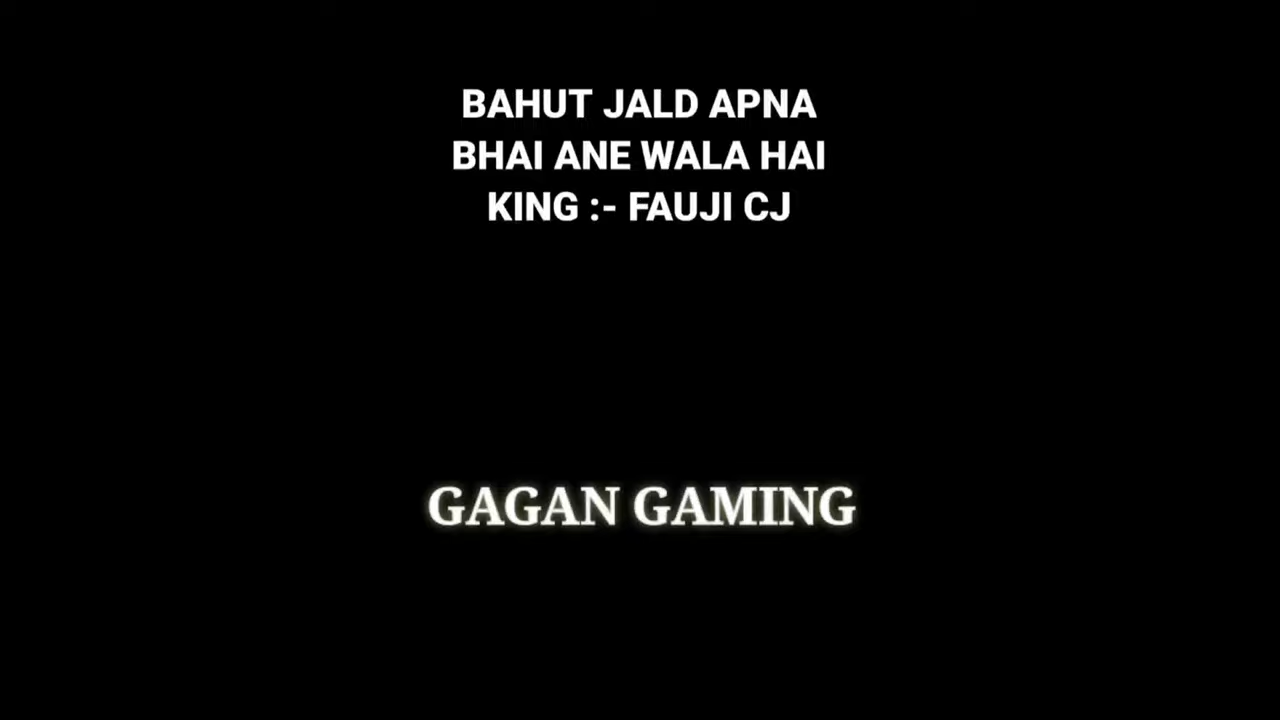 BAHUT JALD APNA
BHAI ANE WALA HAI
KING :- FAUJI CJ
GAGAN GAMING